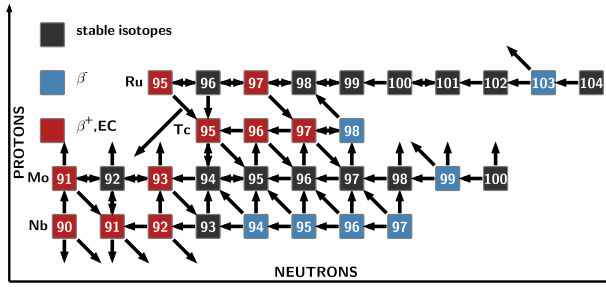 stable isotopes
β⁻
β⁺,EC
PROTONS
Ru 95 96 97 98 99 100 101 102 103 104
Tc 95 96 97 98
Mo 91 92 93 94 95 96 97 98 99 100
Nb 90 91 92 93 94 95 96 97
NEUTRONS